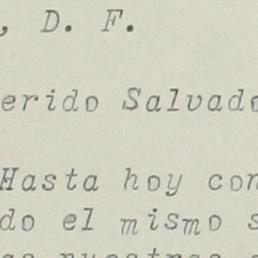 , D. F.
erido Salvado
Hasta hoy con
do el mismo s